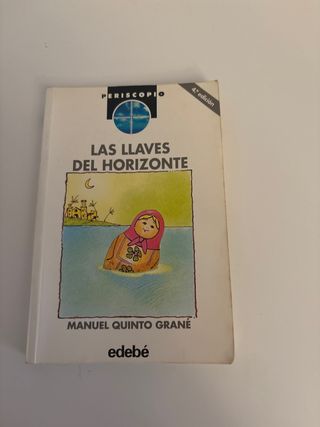 PERISCOPIO
4.ª edición
LAS LLAVES
DEL HORIZONTE
MANUEL QUINTO GRANÉ
edebé